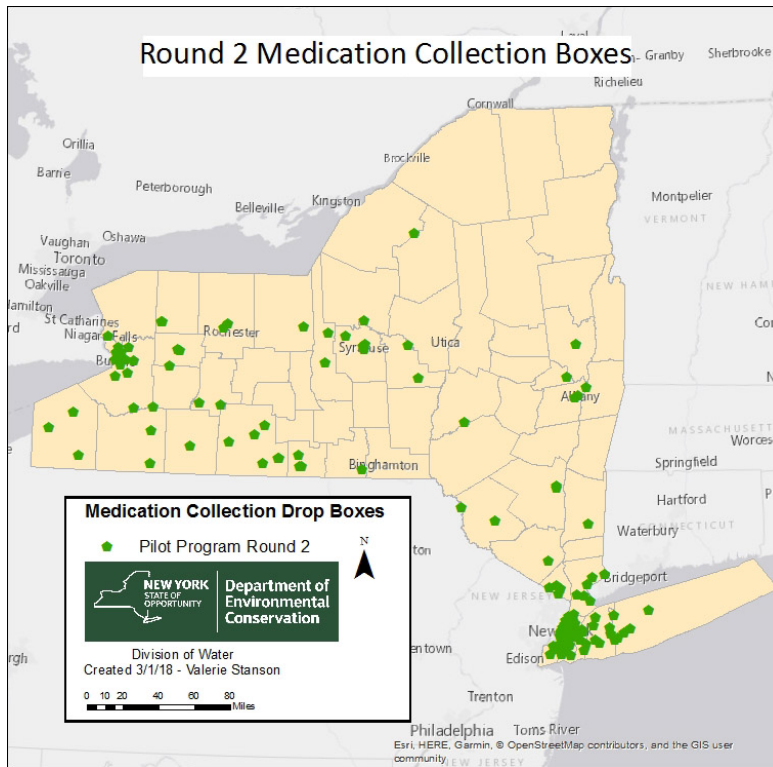 Round 2 Medication Collection Boxes
Granby
Sherbrooke
Richelieu
Cornwall
Orillia
Brockville
Barrie
Peterborough
Kingston
Belleville
Montpelier
VERMONT
Vaughan
Oshawa
Toronto
Mississauga
Oakville
St Catharines
Niagara Falls
Rochester
Syracuse
Utica
Albany
MASSACHUSETT
Springfield
Binghamton
Hartford
Waterbury
CONNECTICUT
Bridgeport
NEW JERSEY
Edison
Trenton
Philadelphia
Toms River
NEW JERSEY
Medication Collection Drop Boxes
Pilot Program Round 2
N
NEW YORK
STATE OF
OPPORTUNITY
Department of
Environmental
Conservation
Division of Water
Created 3/1/18 - Valerie Stanson
0 10 20 40 60 80
Miles
Esri, HERE, Garmin, © OpenStreetMap contributors, and the GIS user
community